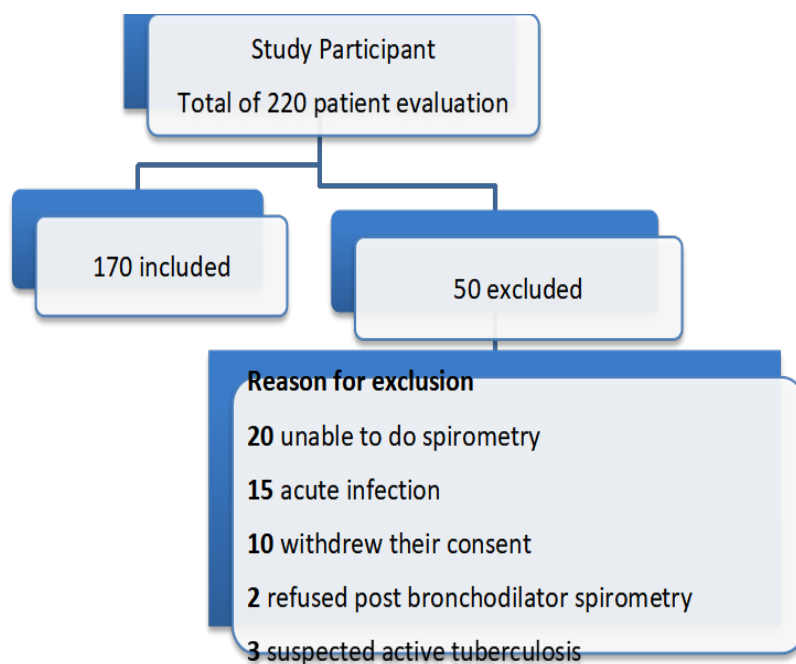 Study Participant
Total of 220 patient evaluation
170 included
50 excluded
Reason for exclusion
20 unable to do spirometry
15 acute infection
10 withdrew their consent
2 refused post bronchodilator spirometry
3 suspected active tuberculosis